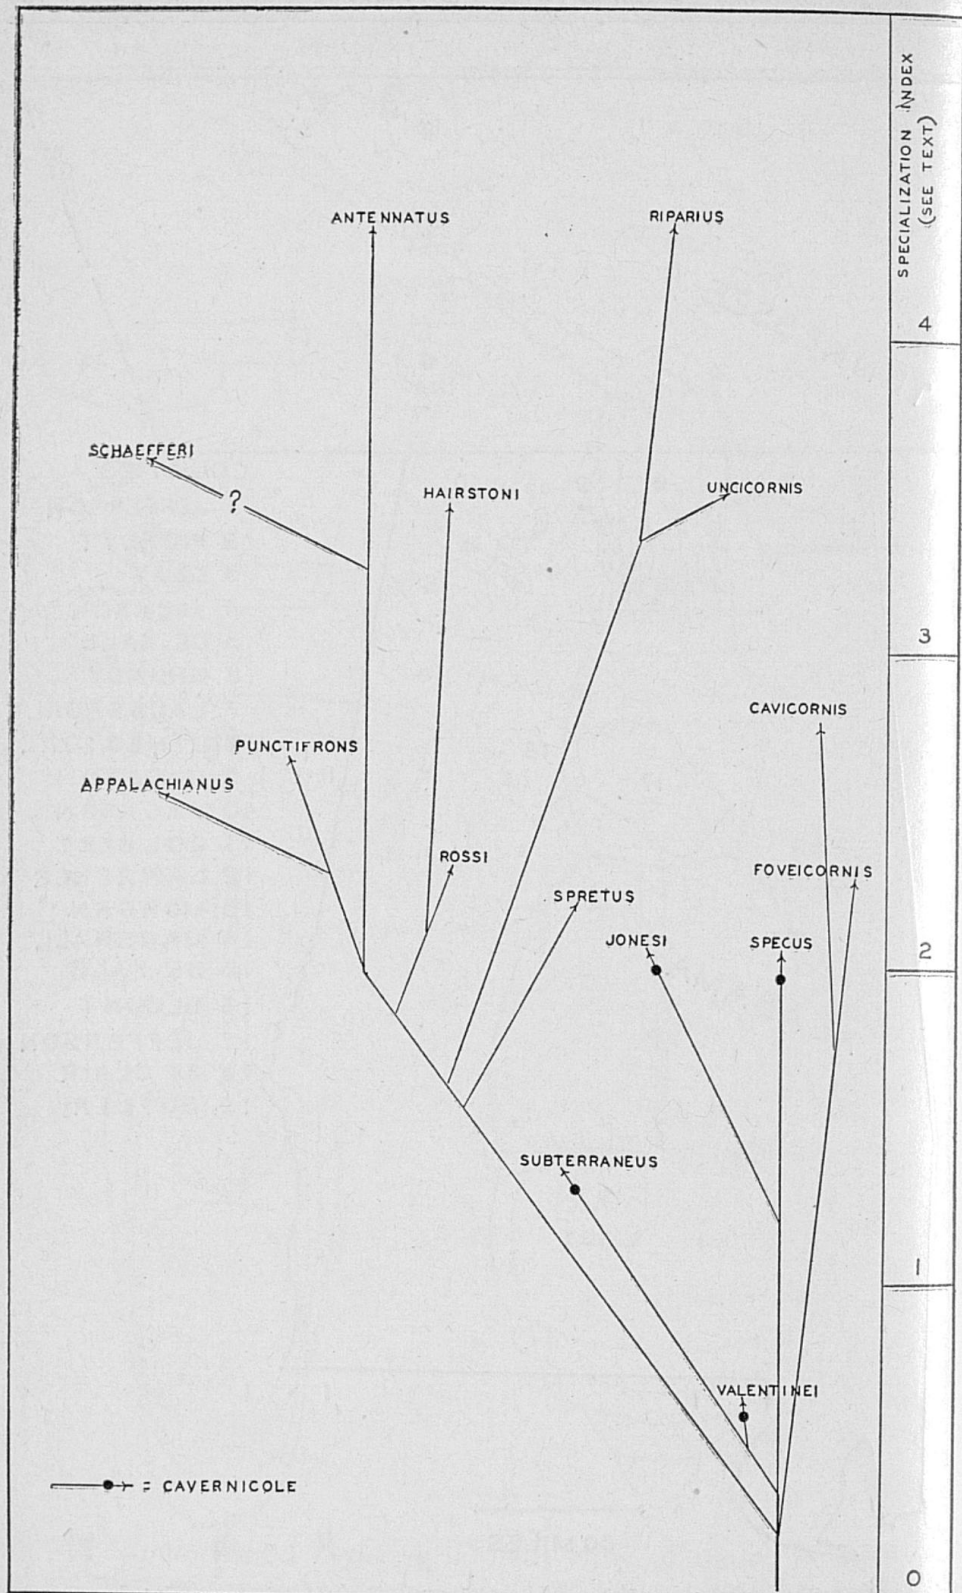 SPECIALIZATION INDEX
(SEE TEXT)
ANTENNATUS
RIPARIUS
4
SCHAEFFERI
?
HAIRSTONI
UNCICORNIS
3
CAVICORNIS
PUNCTIFRONS
APPALACHIANUS
ROSSI
FOVEICORNIS
SPRETUS
JONESI
SPECUS
2
SUBTERRANEUS
1
VALENTINEI
= CAVERNICOLE
0